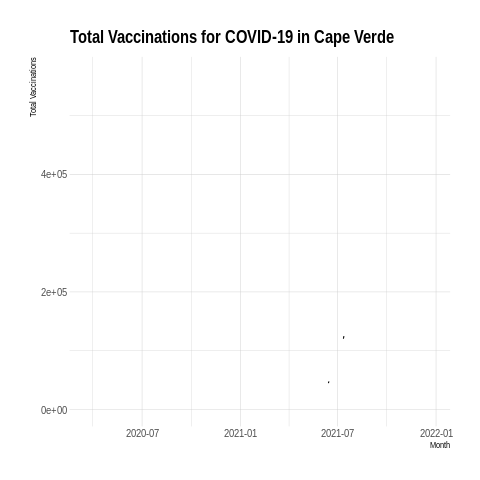 Total Vaccinations for COVID-19 in Cape Verde
Total Vaccinations
4e+05
2e+05
0e+00
2020-07 2021-01 2021-07 2022-01
Month